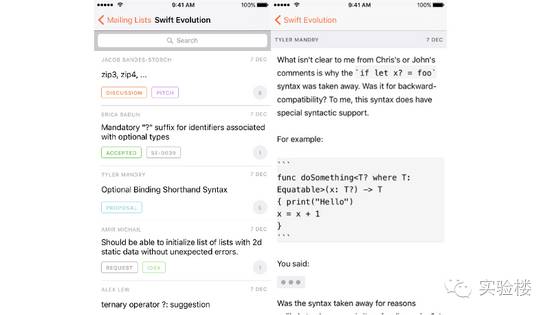 9:41 AM 100%
Mailing Lists Swift Evolution
Search
JACOB BANDES-STORCH 7 DEC
zip3, zip4, ...
DISCUSSION PITCH 8
ERICA SADUN 7 DEC
Mandatory "?" suffix for identifiers associated
with optional types
ACCEPTED SE-0039 1
TYLER MANDRY 7 DEC
Optional Binding Shorthand Syntax
PROPOSAL 5
AMIR MICHAIL 7 DEC
Should be able to initialize list of lists with 2d
static data without unexpected errors.
REQUEST IDEA 1
ALEX LEW 7 DEC
ternary operator ?: suggestion
9:41 AM 100%
Swift Evolution
TYLER MANDRY 7 DEC
What isn't clear to me from Chris's or John's
comments is why the `if let x? = foo`
syntax was taken away. Was it for backward-
compatibility? To me, this syntax does have
special syntactic support.
For example:
```
func doSomething<T? where T:
Equatable>(x: T?) -> T
{ print("Hello")
x = x + 1
}
```
You said:
Was the syntax taken away for reasons
实验楼